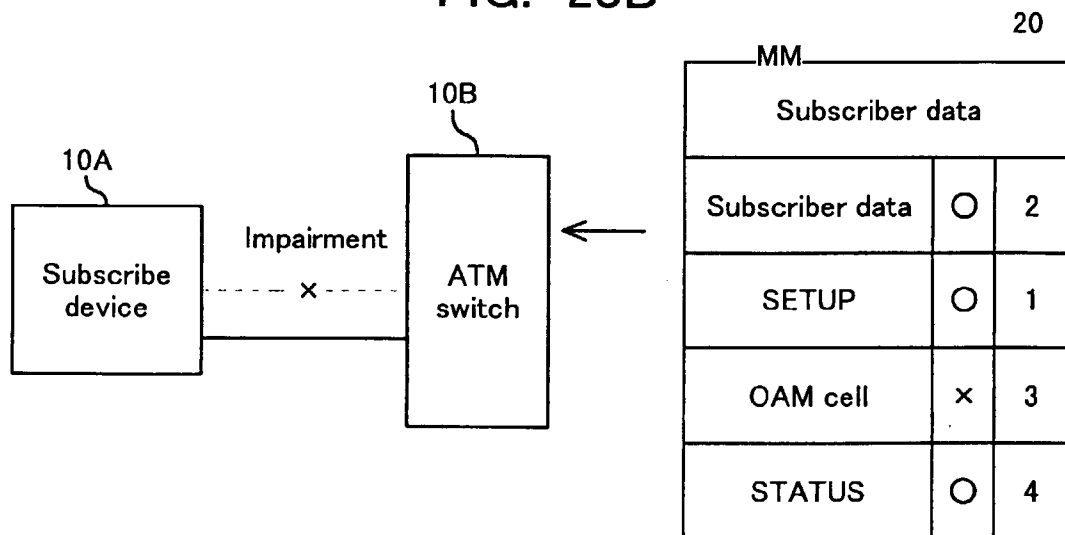 20
MM
Subscriber data
10B
10A
Subscriber data ○ 2
Impairment
Subscribe
device
×
ATM
switch
SETUP ○ 1
OAM cell × 3
STATUS ○ 4